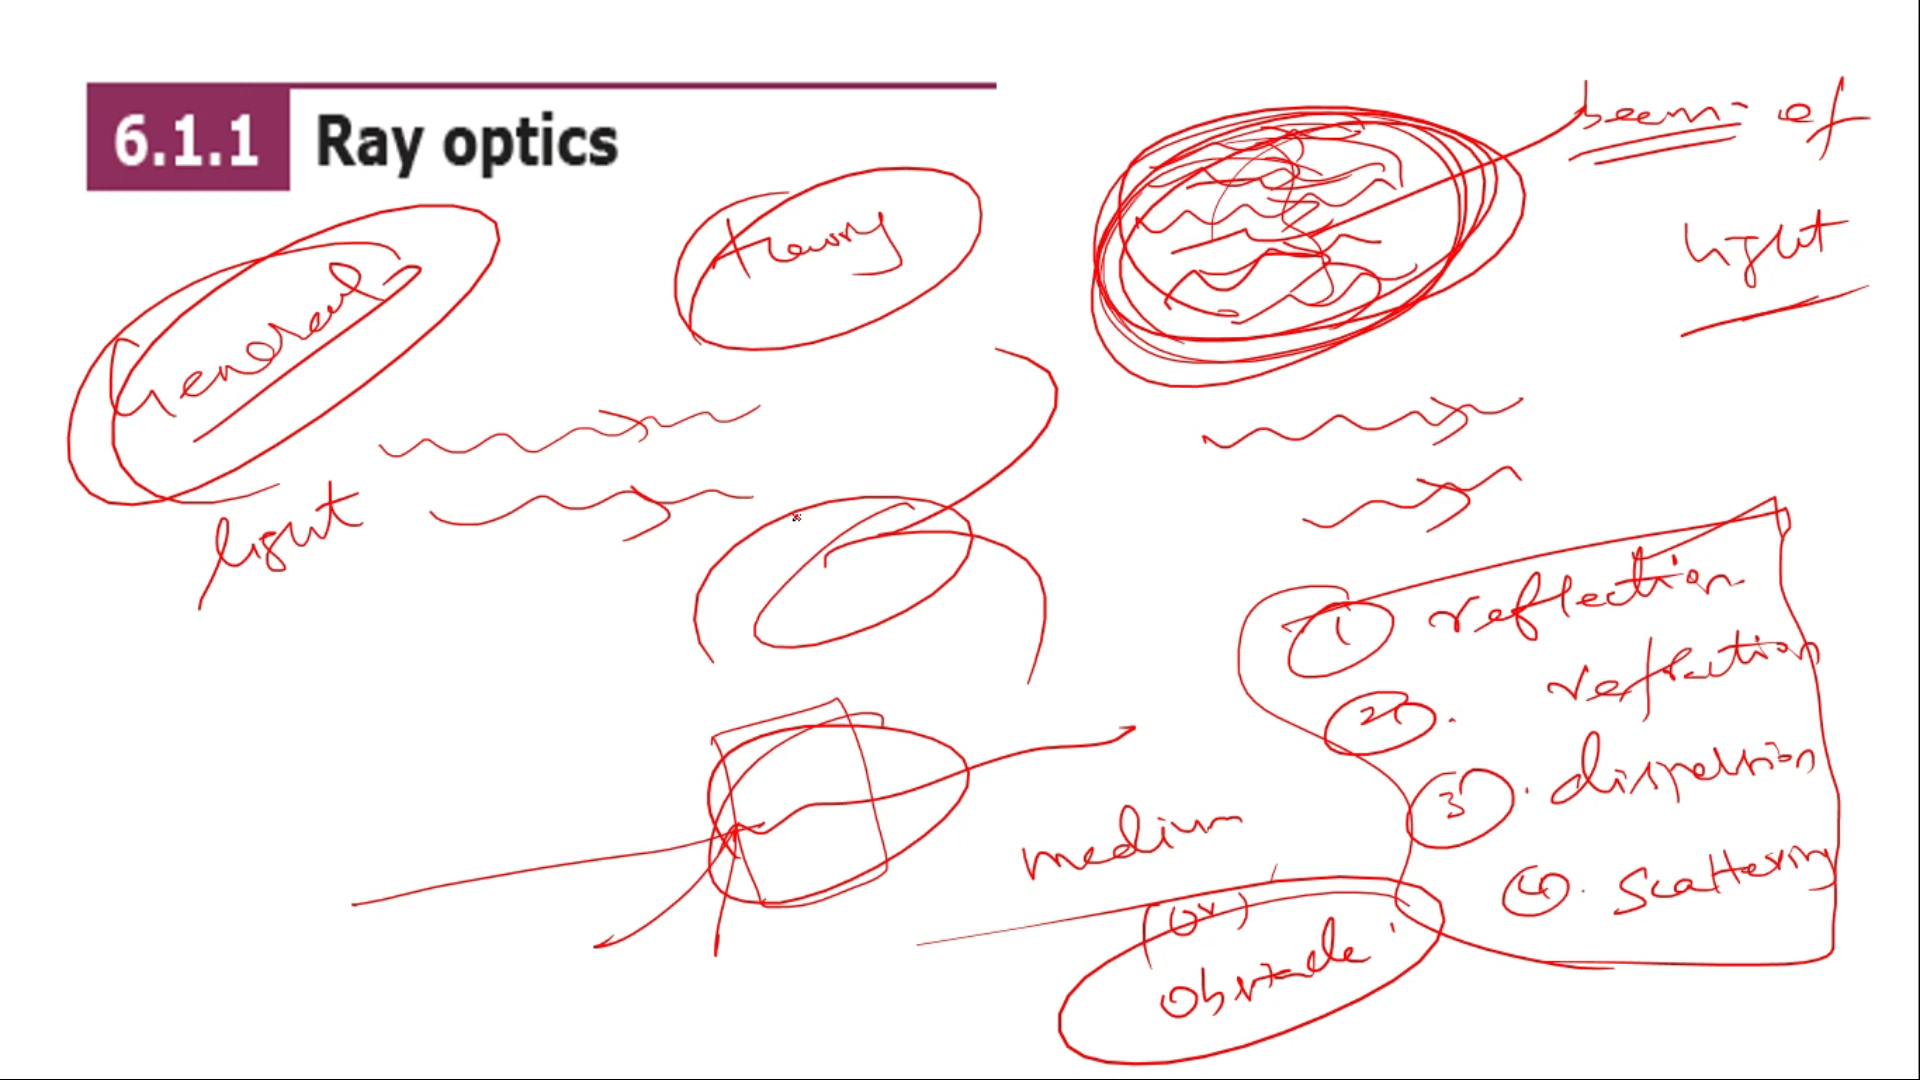 6.1.1 Ray optics
beam of
light
theory
General
light
1 reflection
2. reflection
3. dispersion
4. scattering
medium
(or)
obstacle